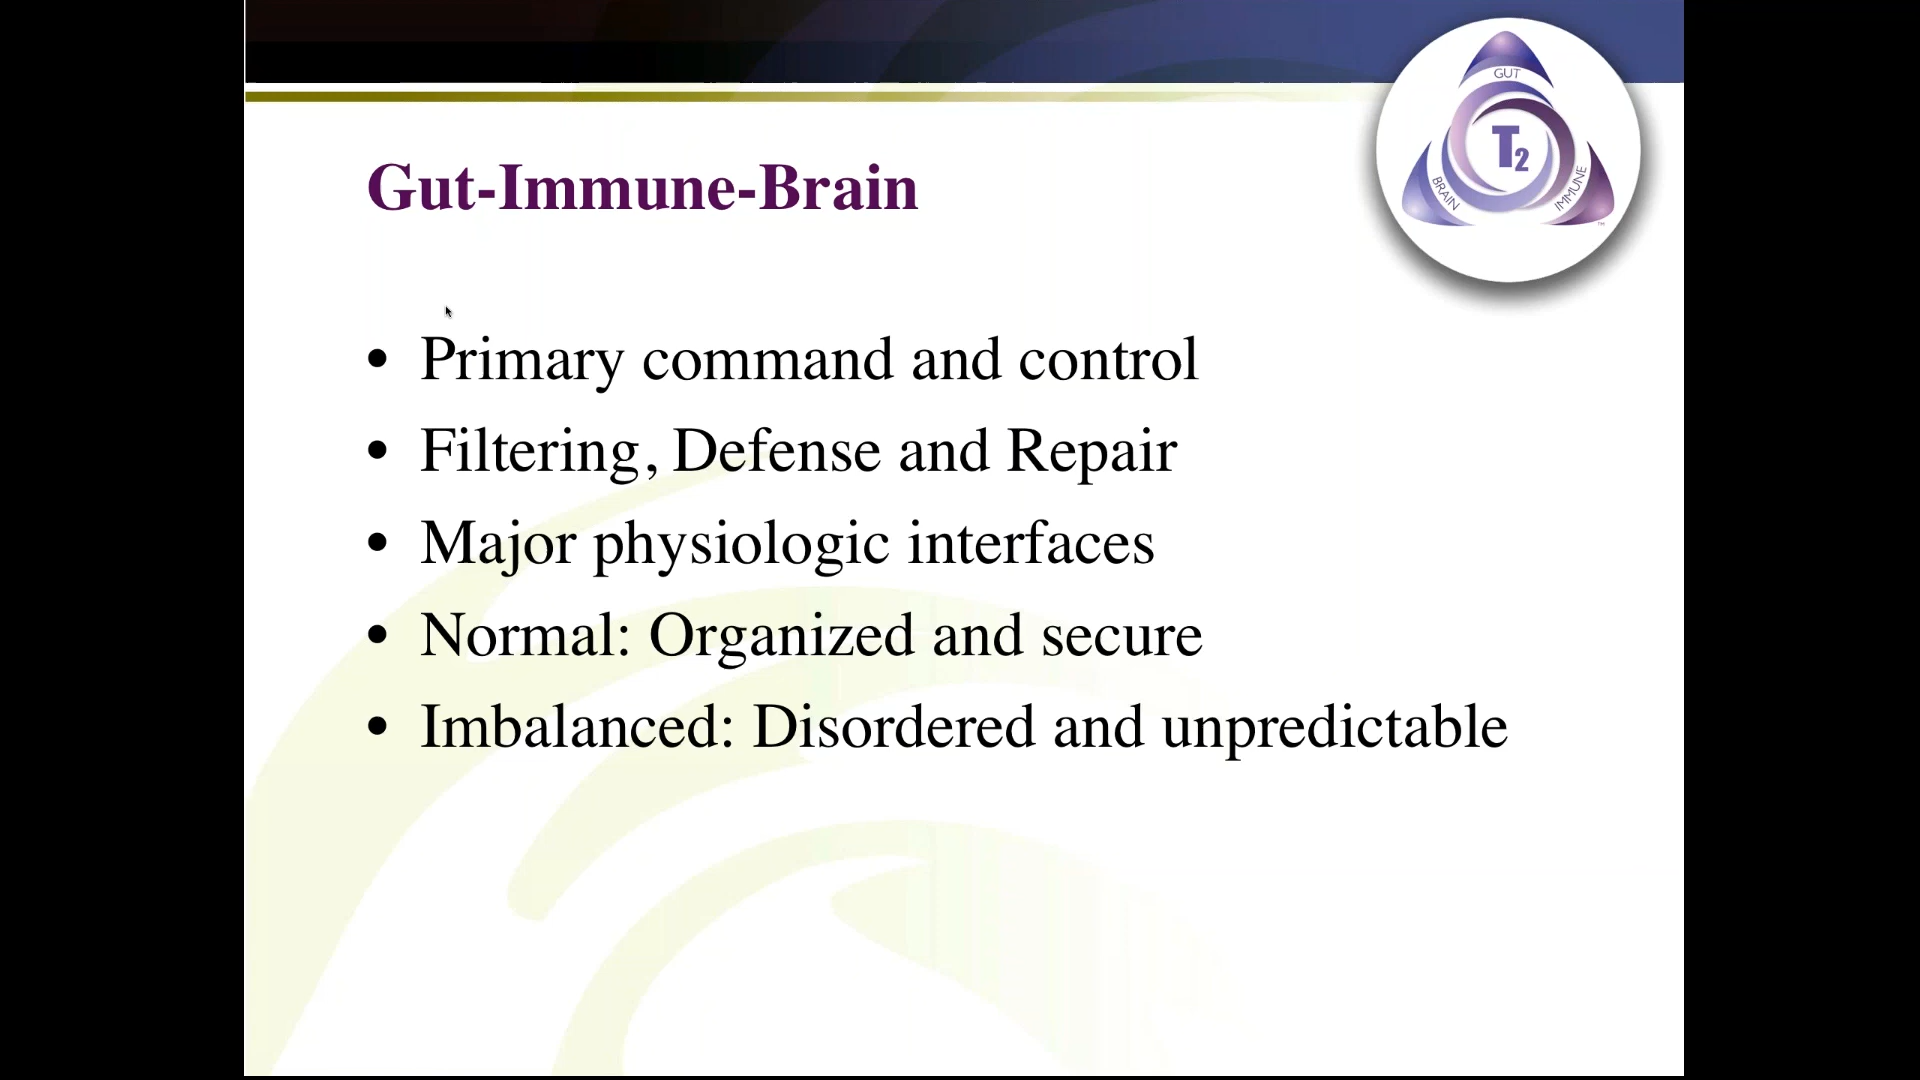 GUT
T2
BRAIN
IMMUNE
™
Gut-Immune-Brain
• Primary command and control
• Filtering, Defense and Repair
• Major physiologic interfaces
• Normal: Organized and secure
• Imbalanced: Disordered and unpredictable